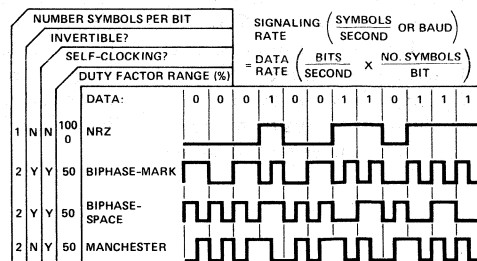 NUMBER SYMBOLS PER BIT
INVERTIBLE?
SELF-CLOCKING?
DUTY FACTOR RANGE (%)
SIGNALING RATE (SYMBOLS/SECOND OR BAUD)
= DATA RATE (BITS/SECOND X NO. SYMBOLS/BIT)
DATA: 0 0 0 1 0 0 1 1 0 1 1 1
1 N N 100 0 NRZ
2 Y Y 50 BIPHASE-MARK
2 Y Y 50 BIPHASE-SPACE
2 N Y 50 MANCHESTER